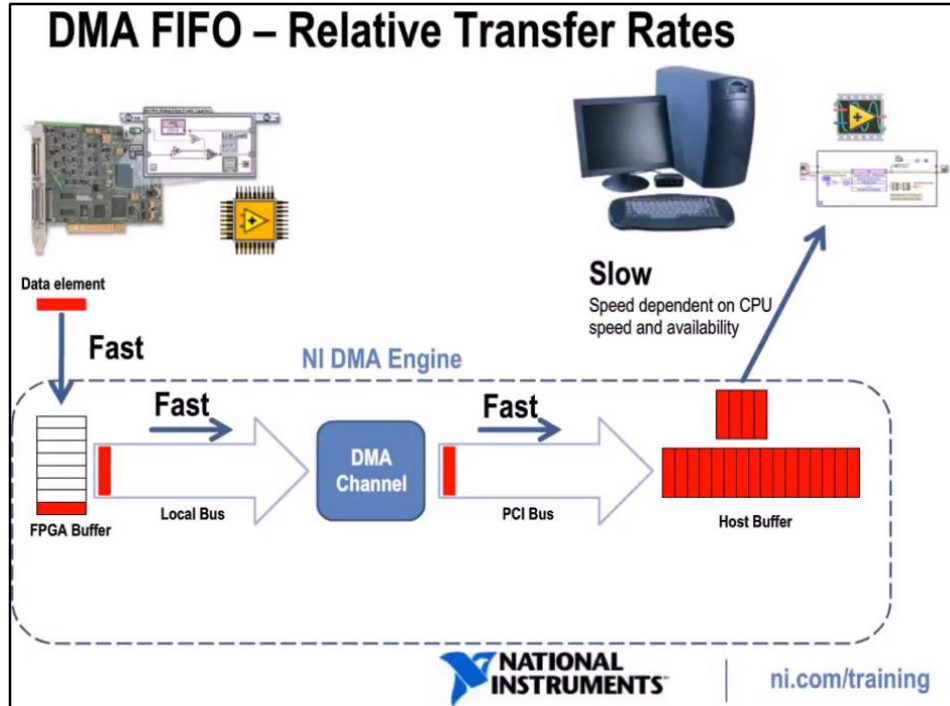 DMA FIFO – Relative Transfer Rates
Data element
Fast
Slow
Speed dependent on CPU
speed and availability
NI DMA Engine
Fast
Fast
DMA
Channel
Local Bus
PCI Bus
FPGA Buffer
Host Buffer
NATIONAL
INSTRUMENTS™
ni.com/training